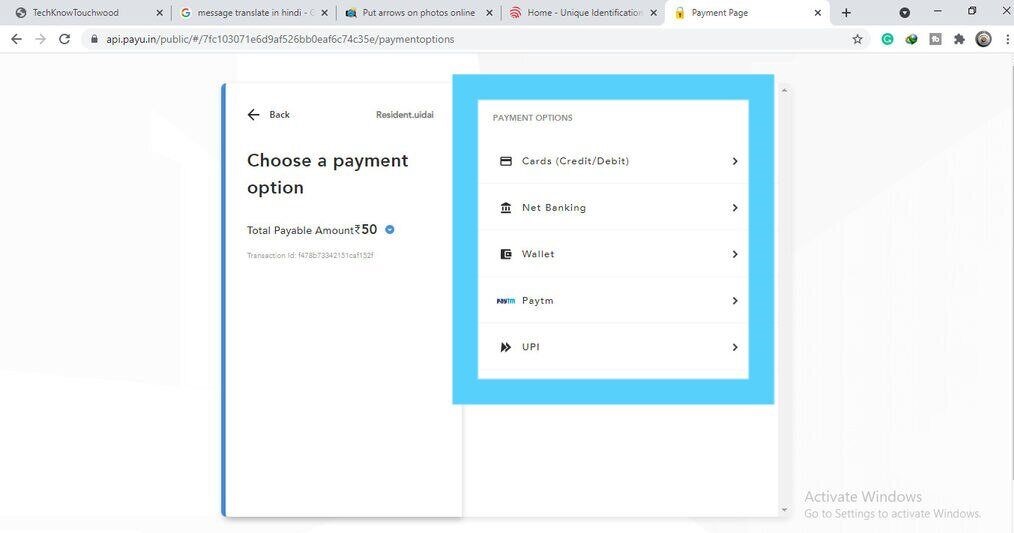 TechKnowTouchwood
message translate in hindi - G
Put arrows on photos online
Home - Unique Identification
Payment Page
api.payu.in/public/#/7fc103071e6d9af526bb0eaf6c74c35e/paymentoptions
Back
Resident.uidai
Choose a payment
option
Total Payable Amount₹50
Transaction Id: f478b73342151caf152f
PAYMENT OPTIONS
Cards (Credit/Debit)
Net Banking
Wallet
paytm Paytm
UPI
Activate Windows
Go to Settings to activate Windows.